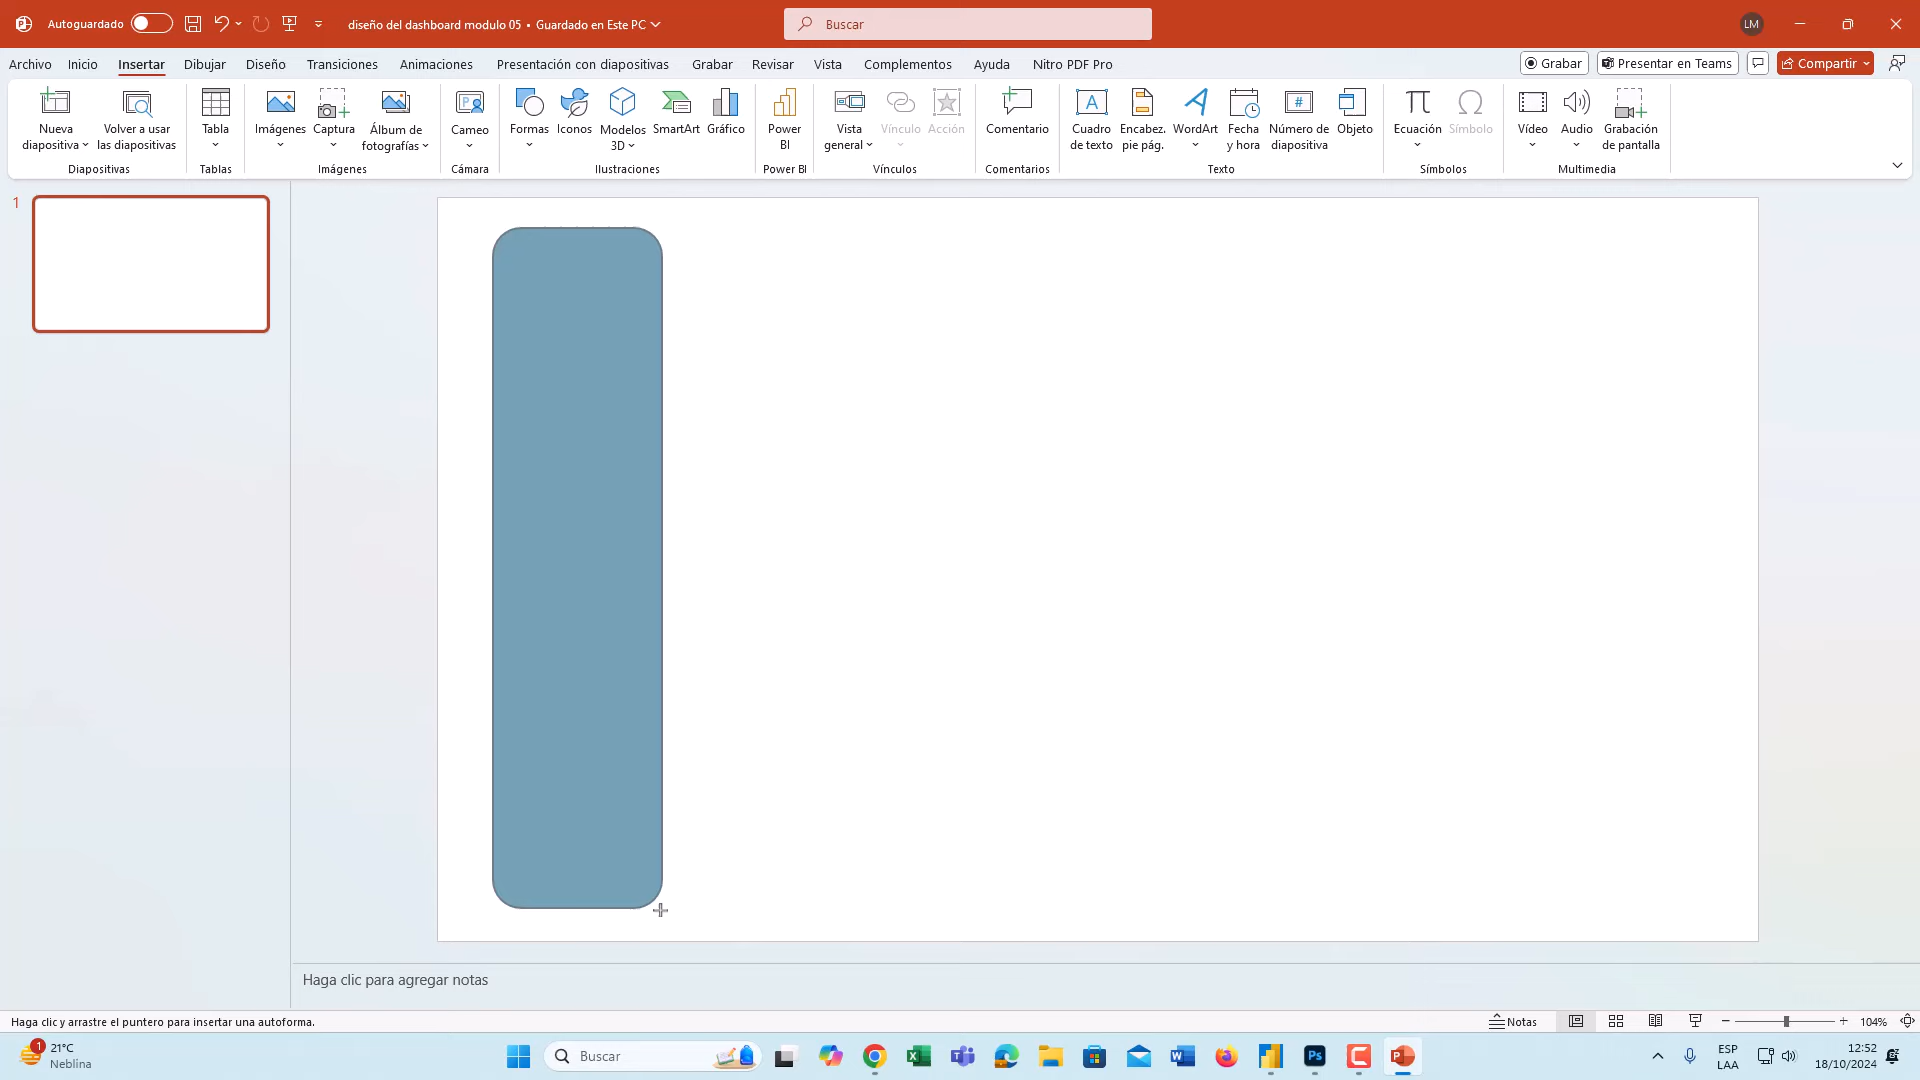 Autoguardado
diseño del dashboard modulo 05 • Guardado en Este PC
Buscar
LM
Archivo Inicio Insertar Dibujar Diseño Transiciones Animaciones Presentación con diapositivas Grabar Revisar Vista Complementos Ayuda Nitro PDF Pro
Grabar Presentar en Teams Compartir
Nueva diapositiva
Volver a usar las diapositivas
Tabla
Imágenes
Captura
Álbum de fotografías
Cameo
Formas
Iconos
Modelos 3D
SmartArt
Gráfico
Power BI
Vista general
Vínculo
Acción
Comentario
Cuadro de texto
Encabez. pie pág.
WordArt
Fecha y hora
Número de diapositiva
Objeto
Ecuación
Símbolo
Vídeo
Audio
Grabación de pantalla
Diapositivas Tablas Imágenes Cámara Ilustraciones Power BI Vínculos Comentarios Texto Símbolos Multimedia
1
Haga clic para agregar notas
Haga clic y arrastre el puntero para insertar una autoforma.
Notas
104%
1
21°C
Neblina
Buscar
Ps
ESP
LAA
12:52
18/10/2024